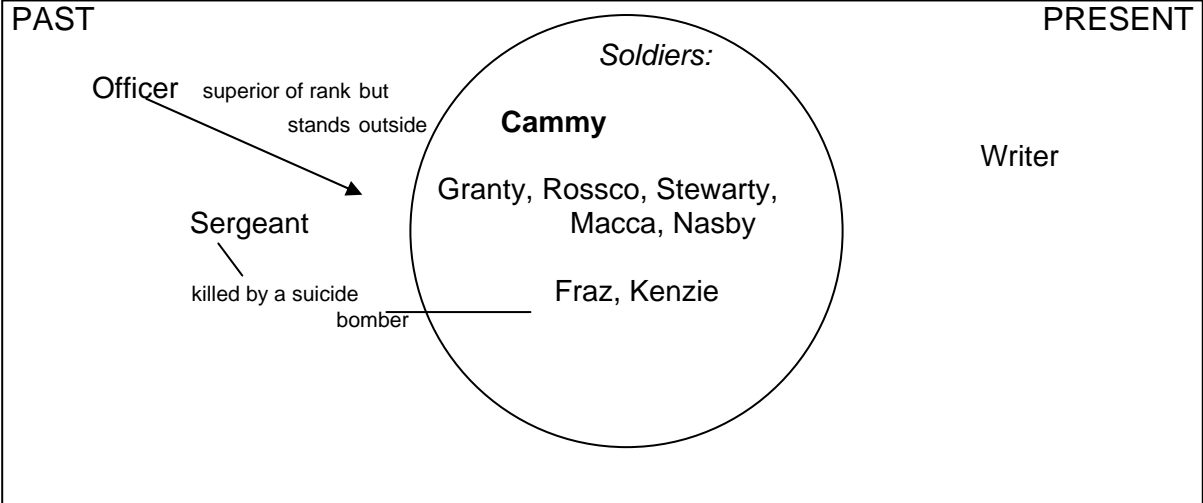 PAST
PRESENT
Soldiers:
Officer superior of rank but
stands outside
Cammy
Writer
Granty, Rossco, Stewarty,
Macca, Nasby
Sergeant
killed by a suicide
bomber
Fraz, Kenzie